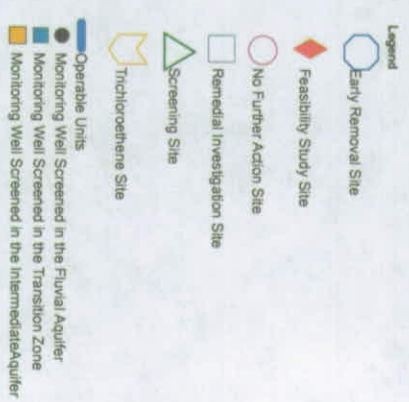 Legend
Early Removal Site
Feasibility Study Site
No Further Action Site
Remedial Investigation Site
Screening Site
Trichloroethene Site
Operable Units
Monitoring Well Screened in the Fluvial Aquifer
Monitoring Well Screened in the Transition Zone
Monitoring Well Screened in the IntermediateAquifer